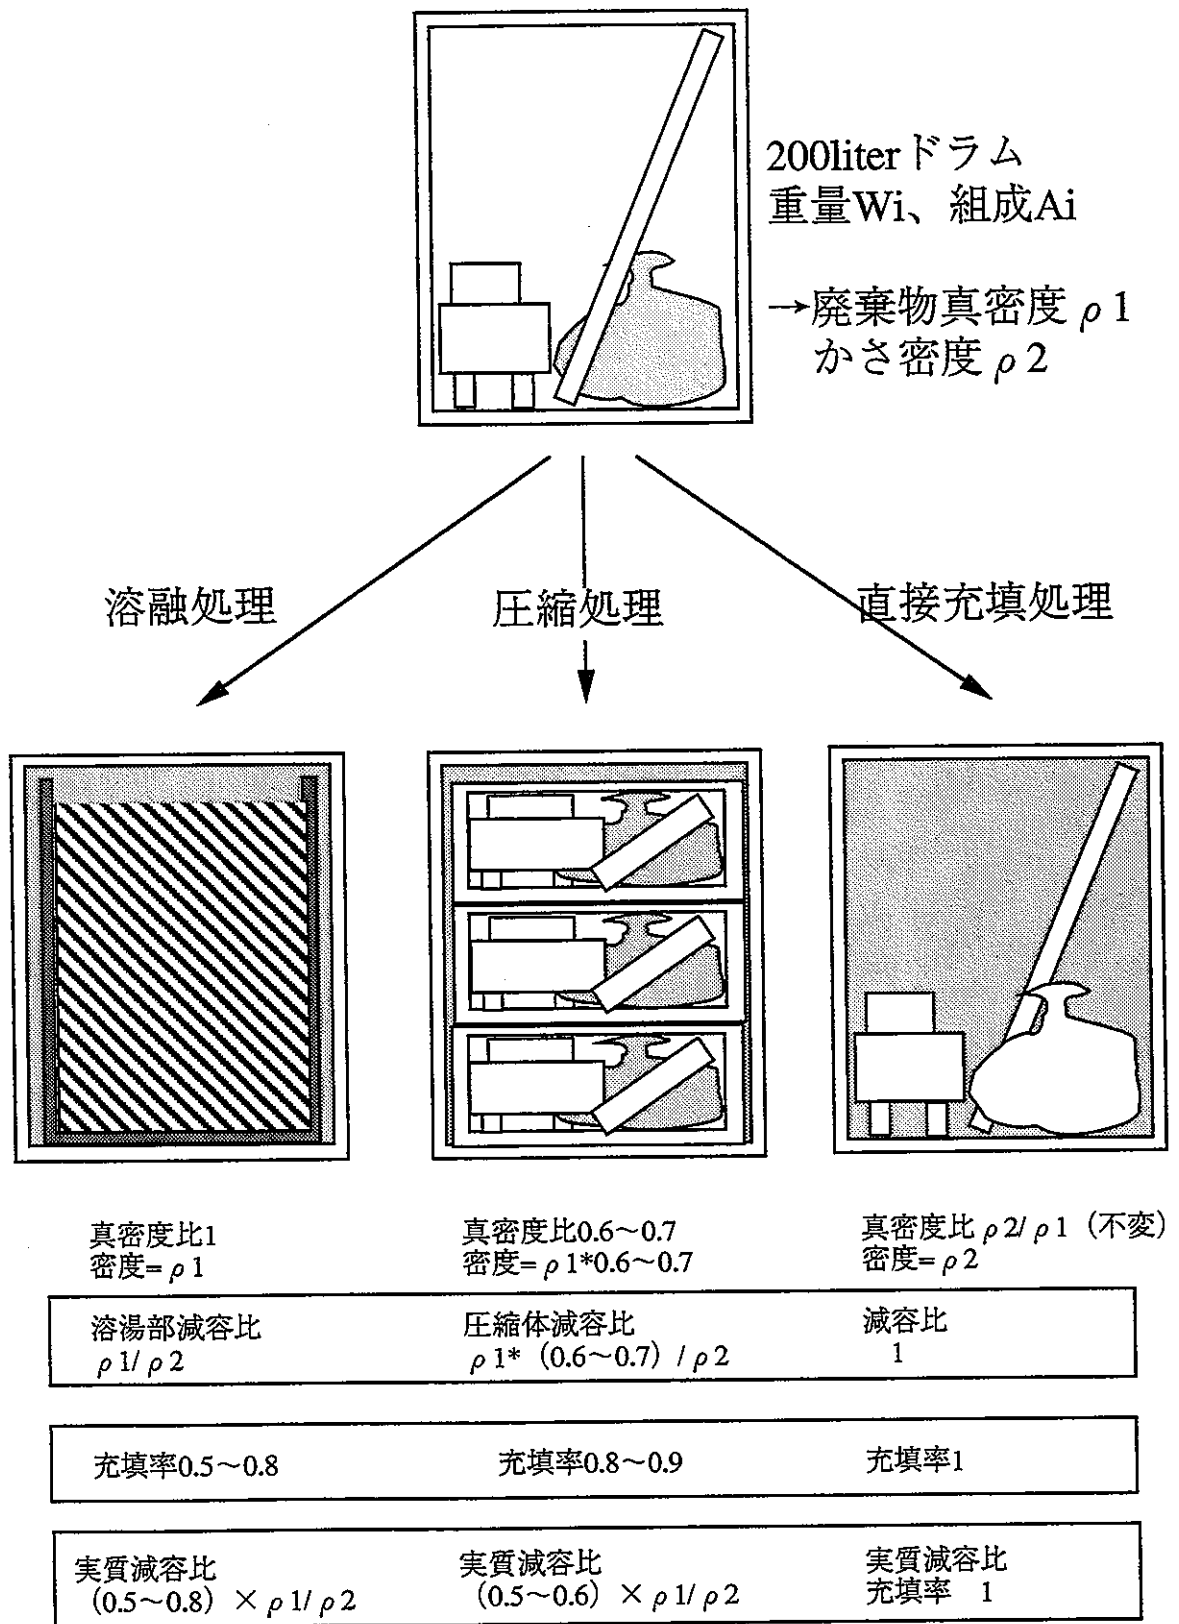 200literドラム
重量Wi、組成Ai
→廃棄物真密度ρ1
かさ密度ρ2
溶融処理
圧縮処理
直接充填処理
真密度比1
密度=ρ1
真密度比0.6～0.7
密度=ρ1*0.6～0.7
真密度比ρ2/ρ1（不変）
密度=ρ2
溶湯部減容比
ρ1/ρ2
圧縮体減容比
ρ1*（0.6～0.7）/ρ2
減容比
1
充填率0.5～0.8
充填率0.8～0.9
充填率1
実質減容比
（0.5～0.8）×ρ1/ρ2
実質減容比
（0.5～0.6）×ρ1/ρ2
実質減容比
充填率 1